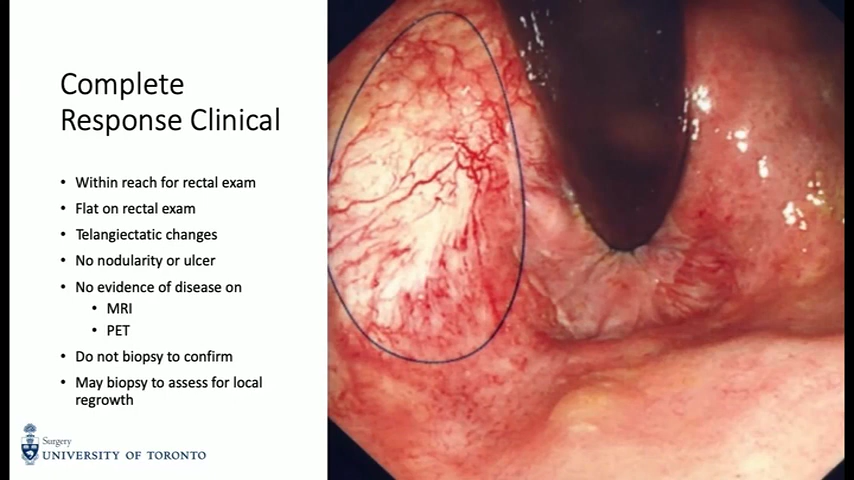 Complete
Response Clinical
• Within reach for rectal exam
• Flat on rectal exam
• Telangiectatic changes
• No nodularity or ulcer
• No evidence of disease on
• MRI
• PET
• Do not biopsy to confirm
• May biopsy to assess for local
regrowth
Surgery
UNIVERSITY OF TORONTO